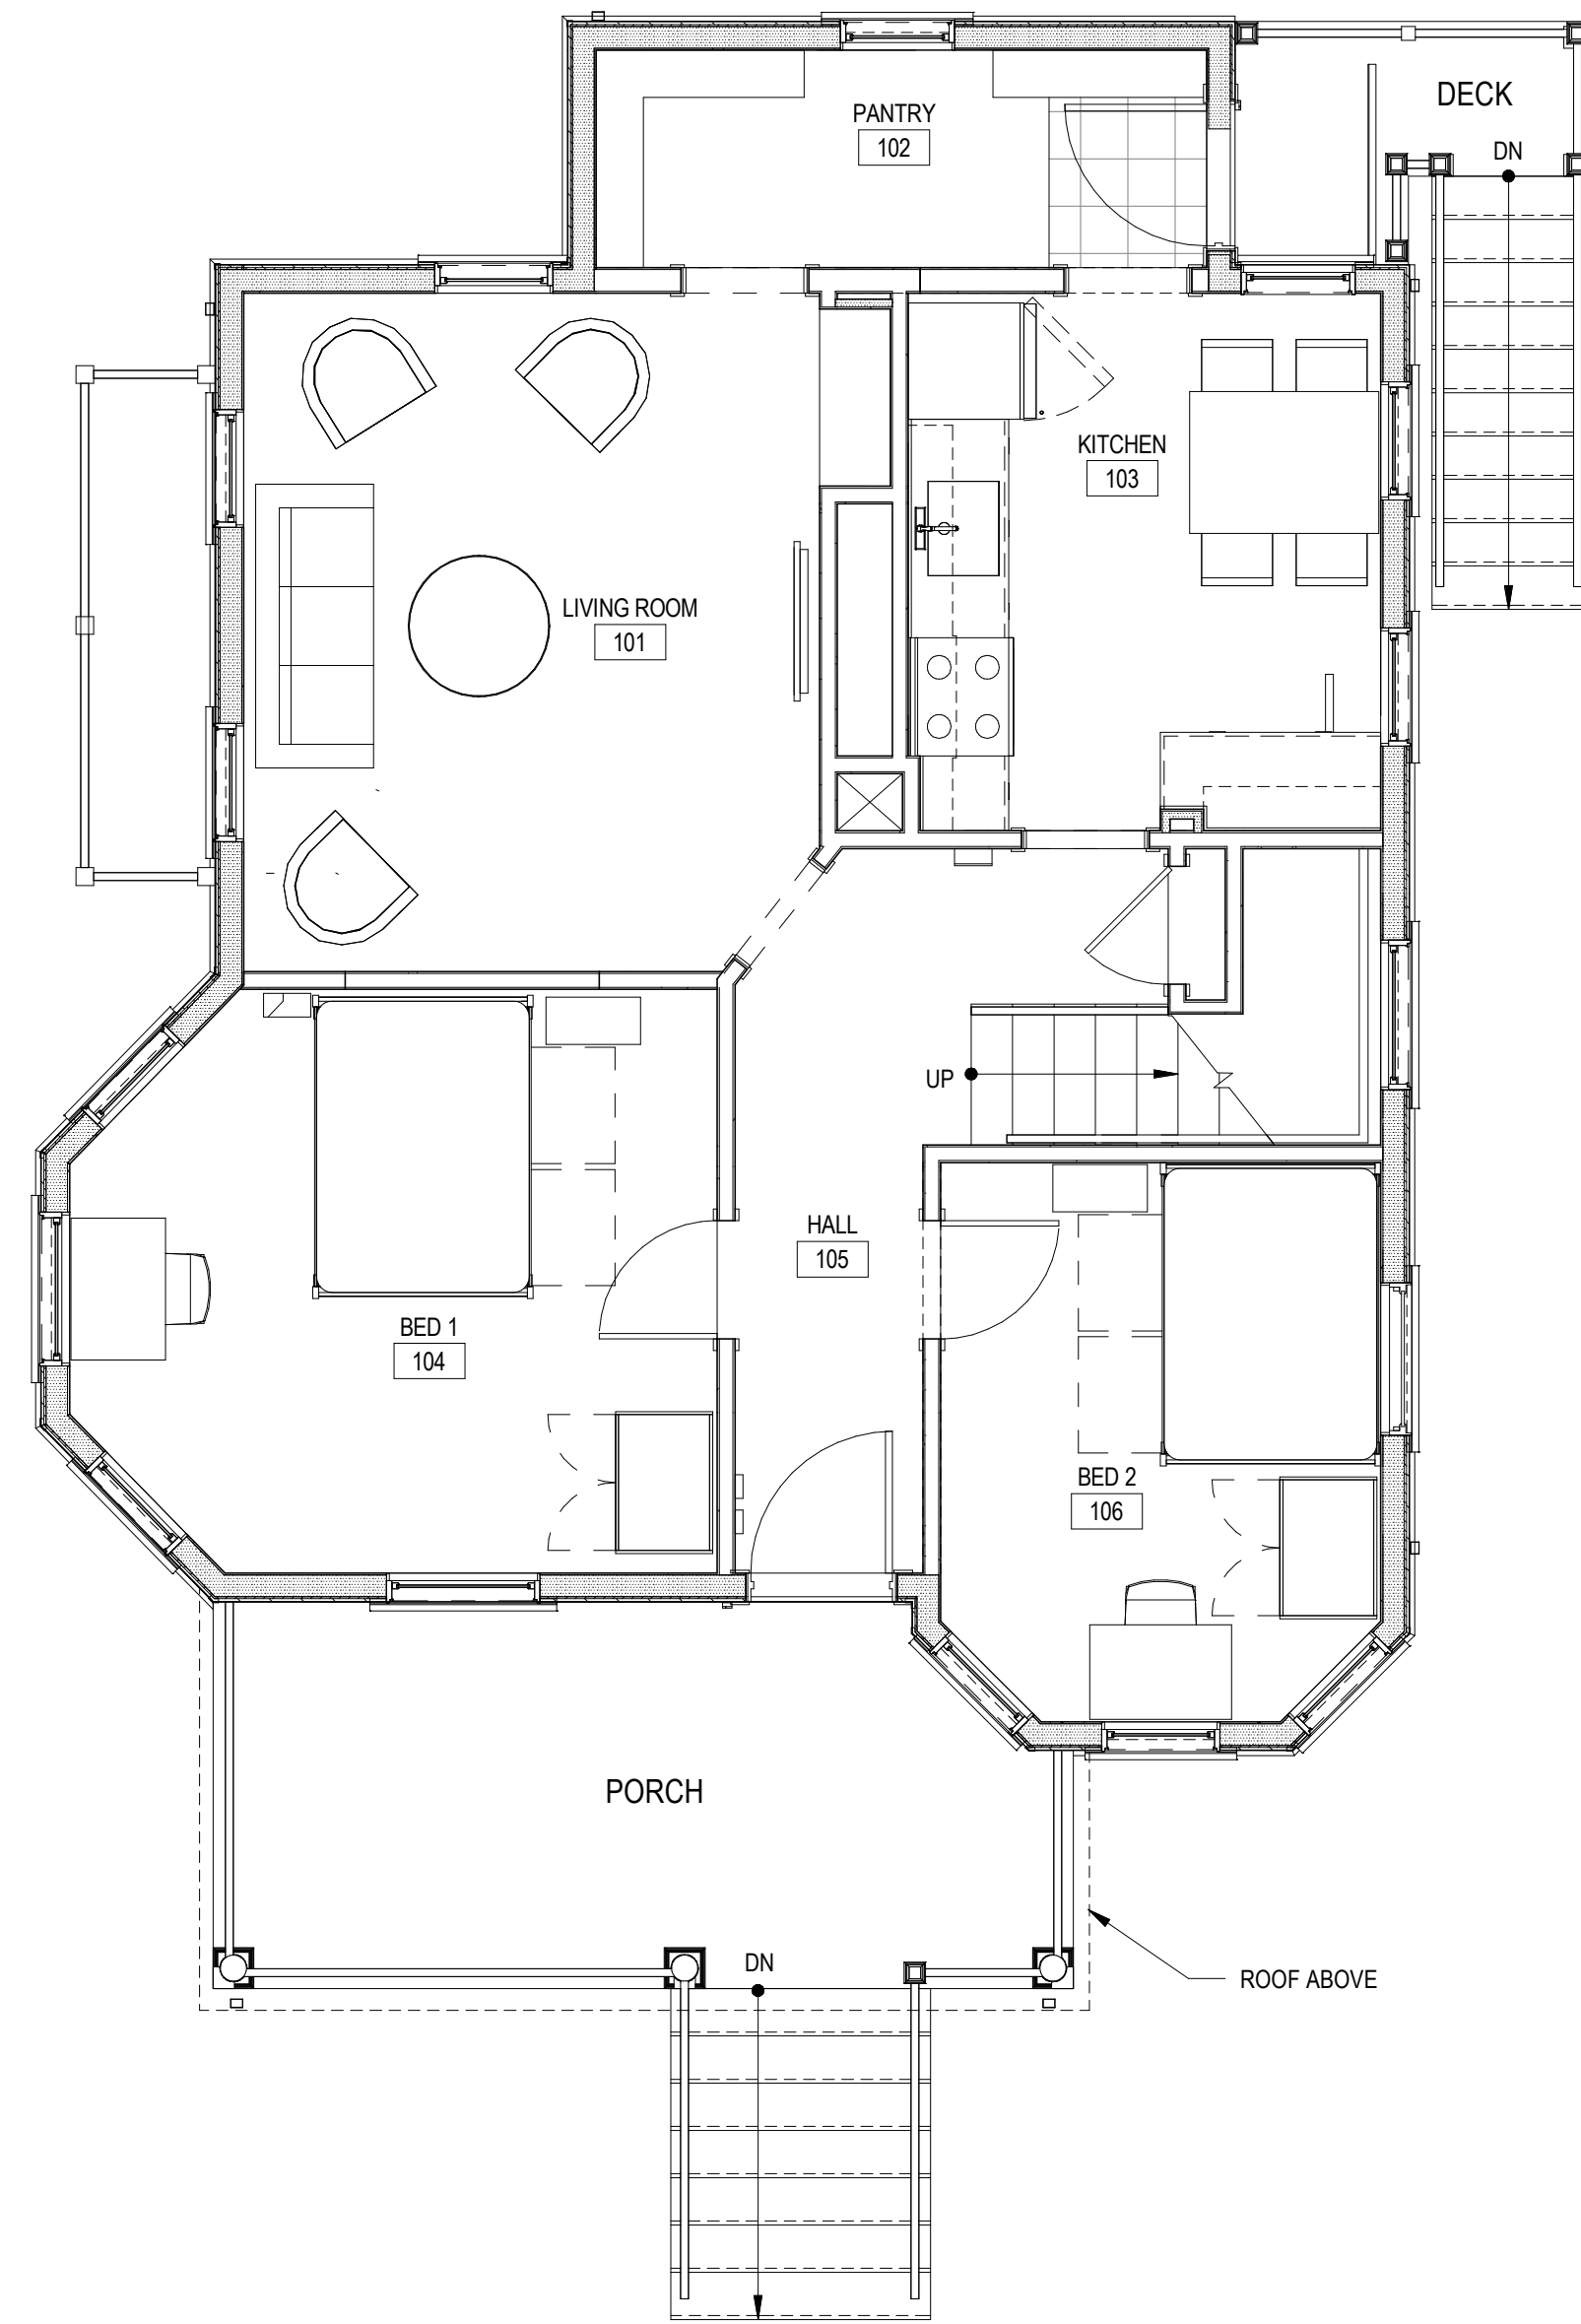 DECK
PANTRY
102
DN
KITCHEN
103
LIVING ROOM
101
UP
HALL
105
BED 1
104
BED 2
106
PORCH
DN
ROOF ABOVE